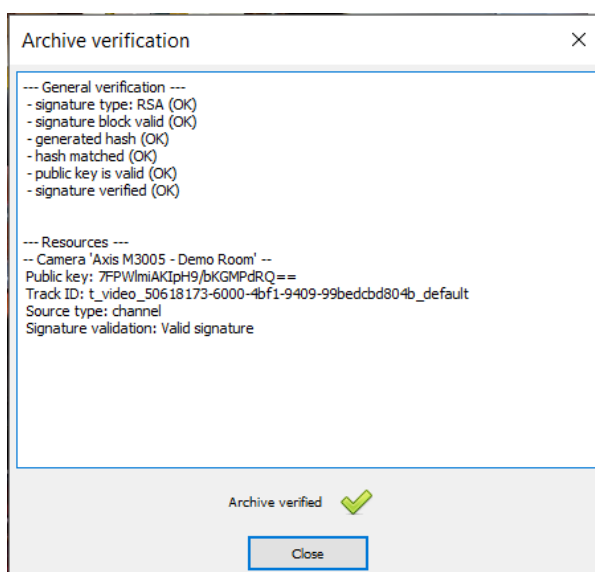 Archive verification
--- General verification ---
- signature type: RSA (OK)
- signature block valid (OK)
- generated hash (OK)
- hash matched (OK)
- public key is valid (OK)
- signature verified (OK)
--- Resources ---
-- Camera 'Axis M3005 - Demo Room' --
Public key: 7FPWlmiAKIpH9/bKGMPdRQ==
Track ID: t_video_50618173-6000-4bf1-9409-99bedcbd804b_default
Source type: channel
Signature validation: Valid signature
Archive verified
Close